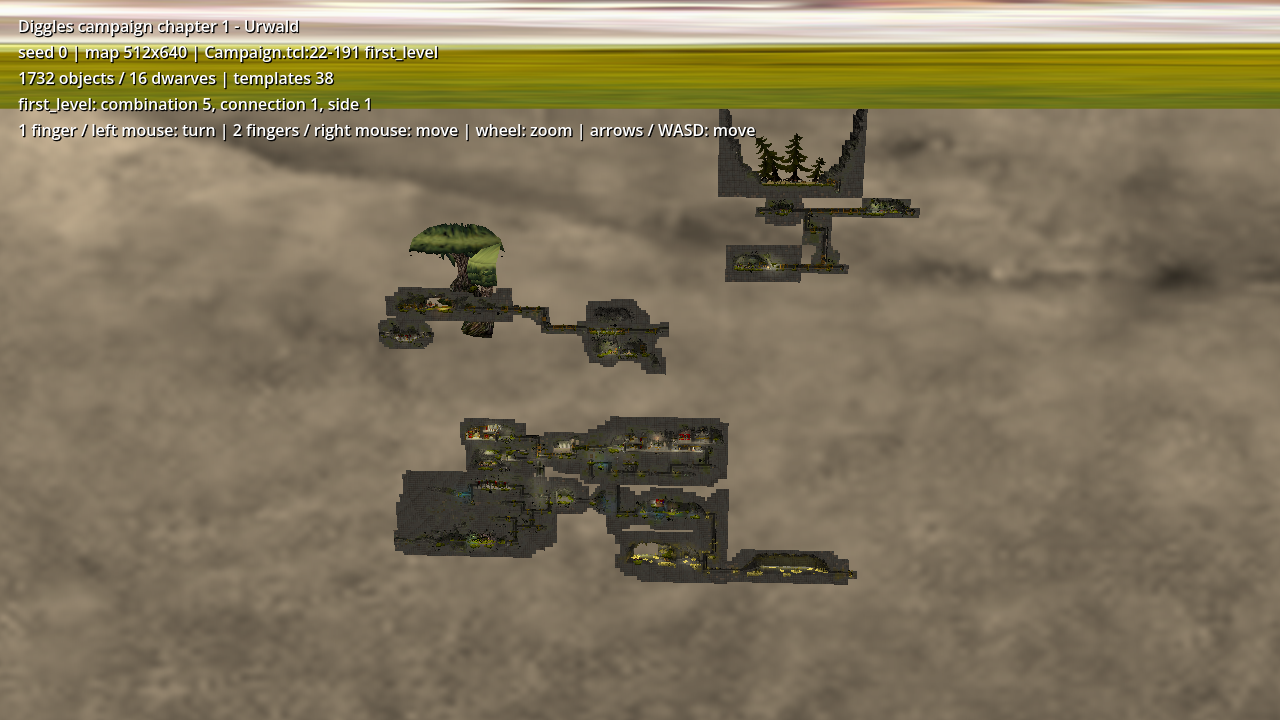 Diggles campaign chapter 1 - Urwald
seed 0 | map 512x640 | Campaign.tcl:22-191 first_level
1732 objects / 16 dwarves | templates 38
first_level: combination 5, connection 1, side 1
1 finger / left mouse: turn | 2 fingers / right mouse: move | wheel: zoom | arrows / WASD: move